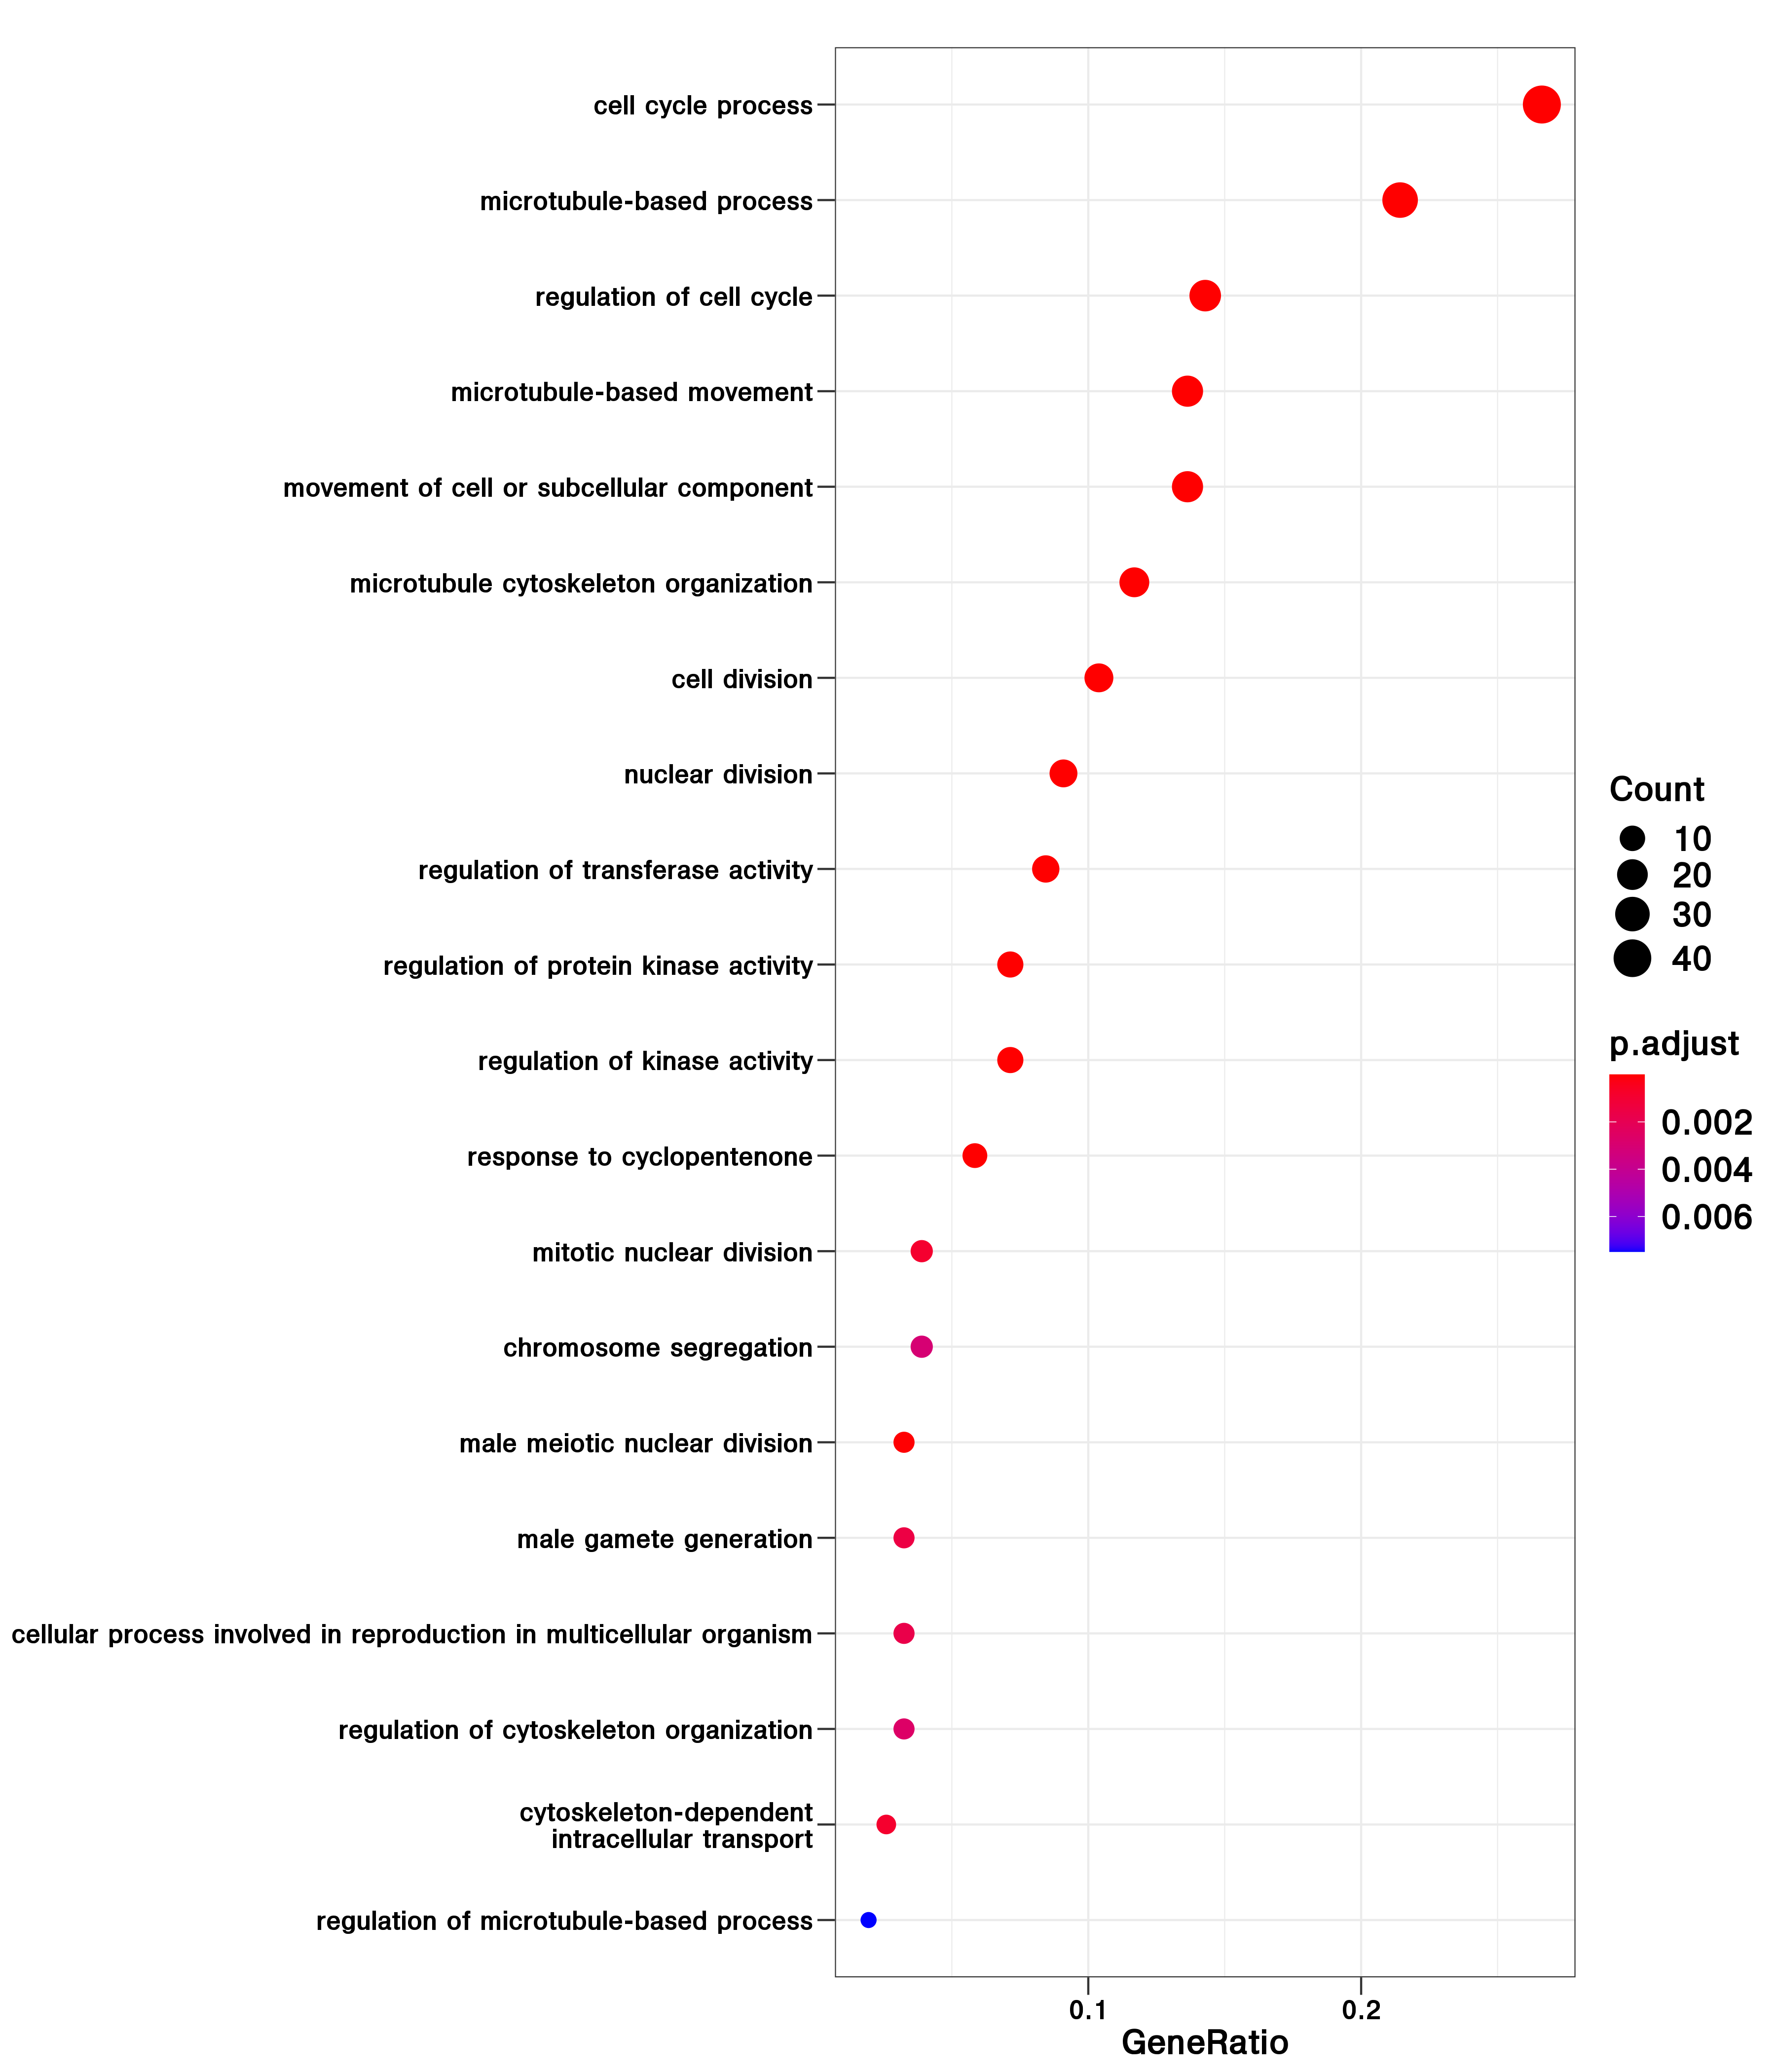 cell cycle process
microtubule-based process
regulation of cell cycle
microtubule-based movement
movement of cell or subcellular component
microtubule cytoskeleton organization
cell division
nuclear division
regulation of transferase activity
regulation of protein kinase activity
regulation of kinase activity
response to cyclopentenone
mitotic nuclear division
chromosome segregation
male meiotic nuclear division
male gamete generation
cellular process involved in reproduction in multicellular organism
regulation of cytoskeleton organization
cytoskeleton-dependent
intracellular transport
regulation of microtubule-based process
0.1
0.2
GeneRatio
Count
10
20
30
40
p.adjust
0.002
0.004
0.006